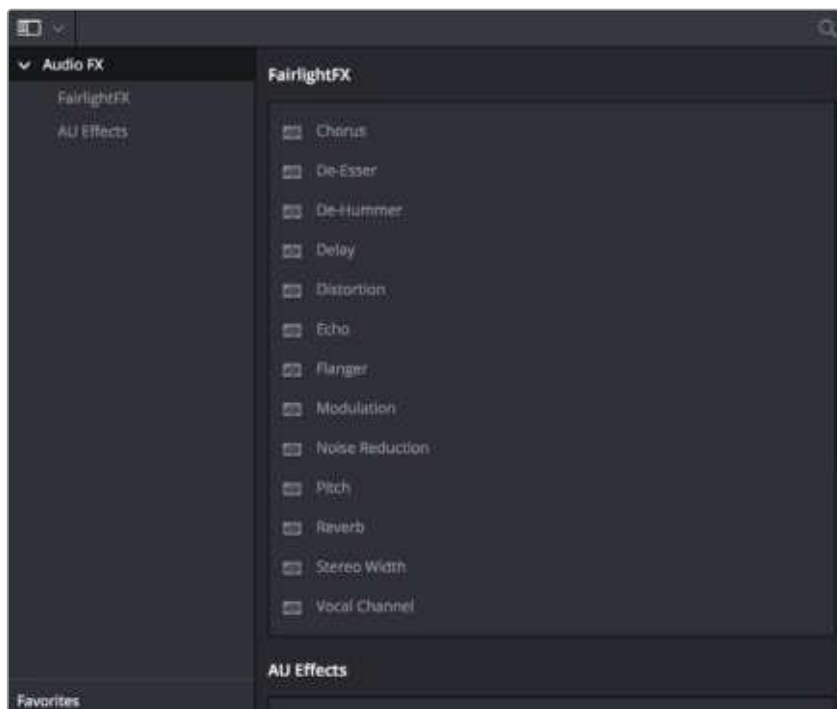 Audio FX
FairlightFX
AU Effects
Favorites
FairlightFX
Chorus
De-Esser
De-Hummer
Delay
Distortion
Echo
Flanger
Modulation
Noise Reduction
Pitch
Reverb
Stereo Width
Vocal Channel
AU Effects